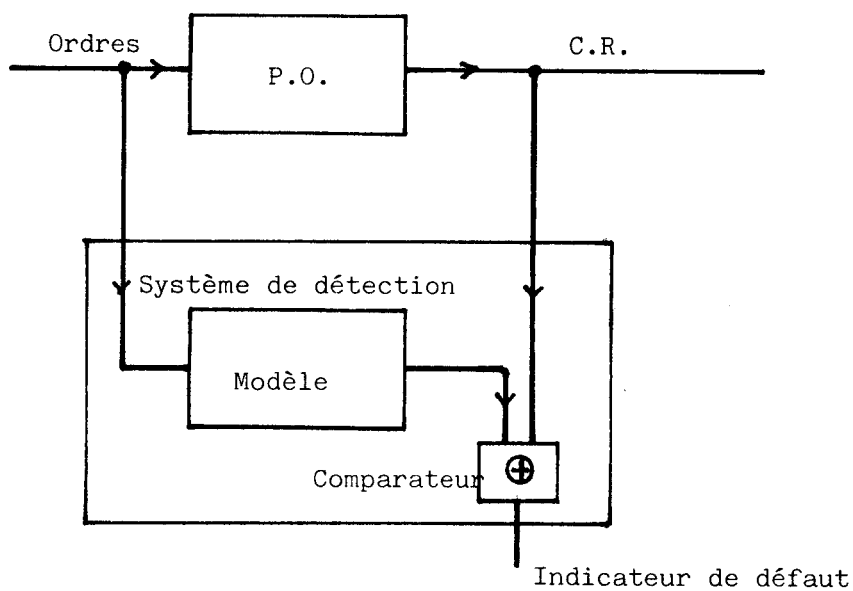 Ordres
C.R.
P.O.
Système de détection
Modèle
Comparateur
Indicateur de défaut